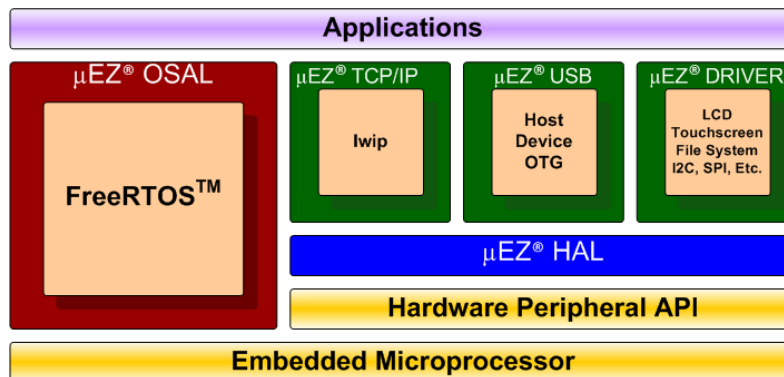 Applications
µEZ® OSAL
FreeRTOS™
µEZ® TCP/IP
lwip
µEZ® USB
Host
Device
OTG
µEZ® DRIVER
LCD
Touchscreen
File System
I2C, SPI, Etc.
µEZ® HAL
Hardware Peripheral API
Embedded Microprocessor